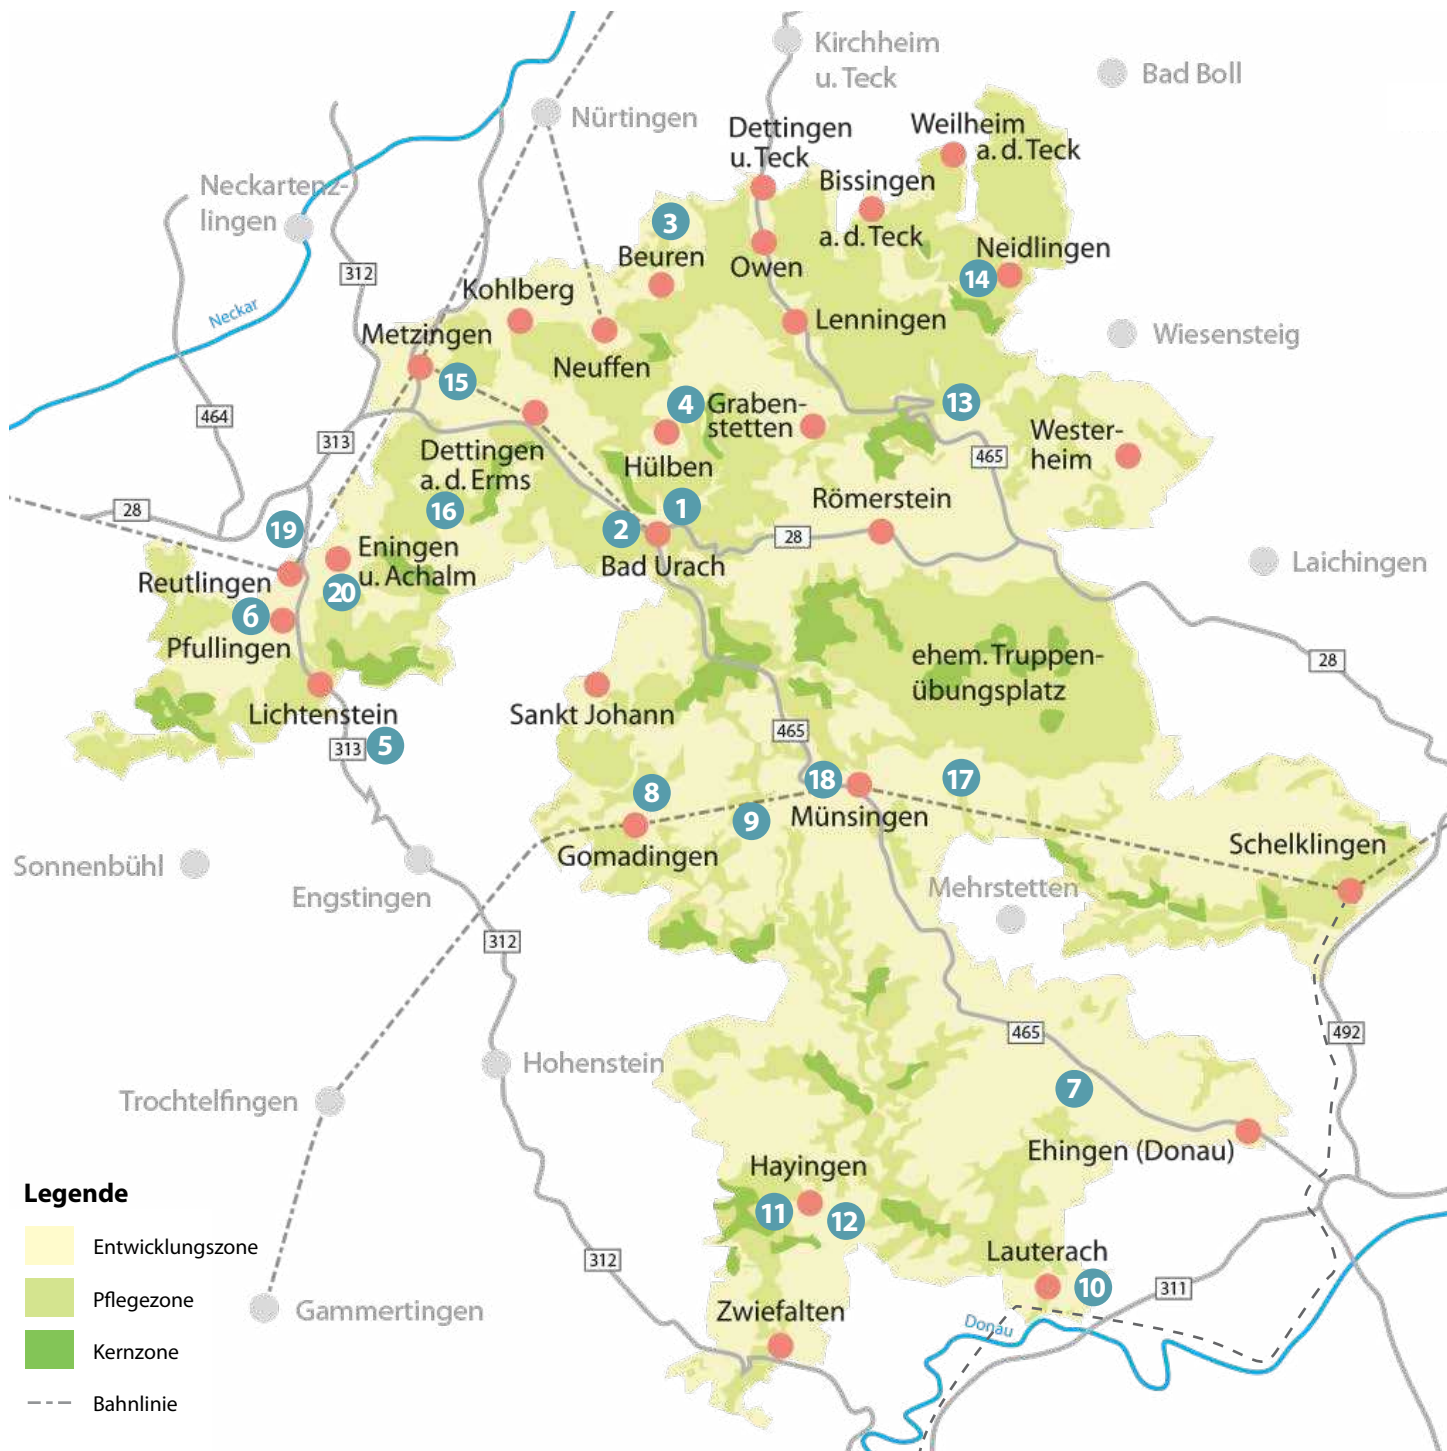 Kirchheim
u. Teck
Bad Boll
Nürtingen
Dettingen
u. Teck
Weilheim
a. d. Teck
Bissingen
a. d. Teck
Neckartenz-
lingen
3
Beuren
Owen
Neidlingen
14
312
Kohlberg
Neckar
Metzingen
Lenningen
Wiesensteig
Neuffen
15
464
4
Graben-
stetten
13
313
Wester-
heim
Dettingen
a. d. Erms
Hülben
465
Römerstein
28
16
1
19
2
28
Eningen
u. Achalm
Bad Urach
Laichingen
Reutlingen
20
6
Pfullingen
ehem. Truppen-
übungsplatz
28
Lichtenstein
Sankt Johann
313
5
465
8
18
17
9
Münsingen
Gomadingen
Schelklingen
Sonnenbühl
Engstingen
Mehrstetten
312
465
492
Hohenstein
7
Trochtelfingen
Ehingen (Donau)
Hayingen
Legende
11
12
Entwicklungszone
Lauterach
312
10
311
Pflegezone
Gammertingen
Zwiefalten
Donau
Kernzone
Bahnlinie